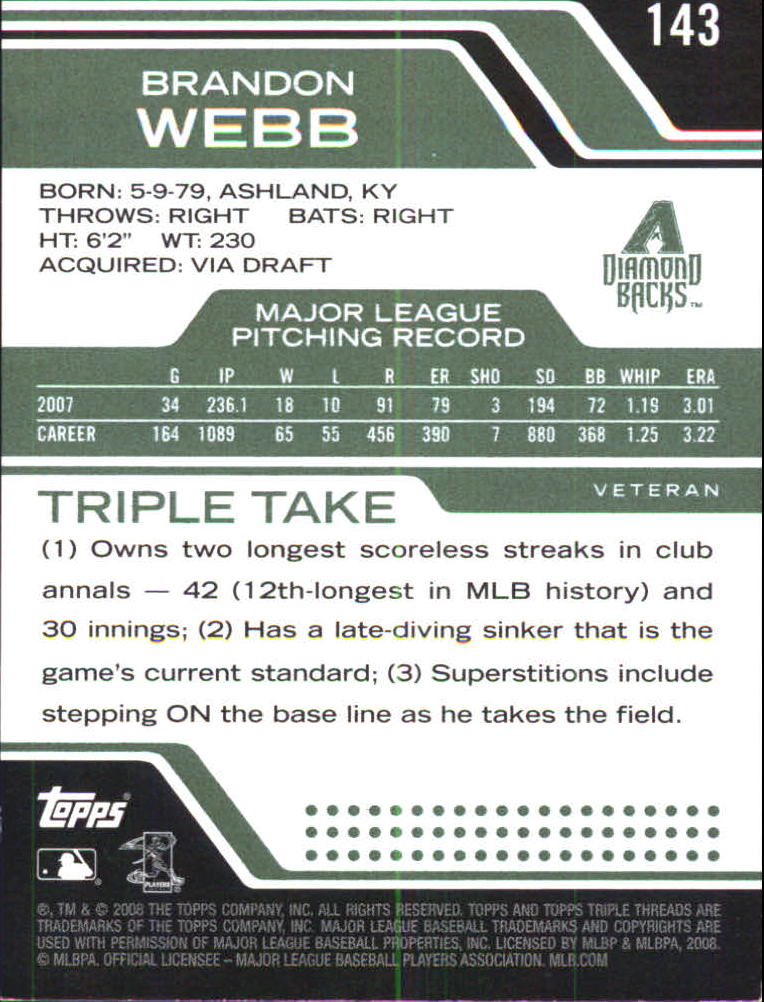 143
BRANDON
WEBB
BORN: 5-9-79, ASHLAND, KY
THROWS: RIGHT BATS: RIGHT
HT: 6'2" WT: 230
ACQUIRED: VIA DRAFT
A
DIAMOND
BACKS™
MAJOR LEAGUE
PITCHING RECORD
G IP W L R ER SHO SO BB WHIP ERA
2007 34 236.1 18 10 91 79 3 194 72 1.19 3.01
CAREER 164 1089 65 55 456 390 7 880 368 1.25 3.22
VETERAN
TRIPLE TAKE
(1) Owns two longest scoreless streaks in club
annals — 42 (12th-longest in MLB history) and
30 innings; (2) Has a late-diving sinker that is the
game's current standard; (3) Superstitions include
stepping ON the base line as he takes the field.
topps®
PLAYERS
®, TM & © 2008 THE TOPPS COMPANY, INC. ALL RIGHTS RESERVED. TOPPS AND TOPPS TRIPLE THREADS ARE
TRADEMARKS OF THE TOPPS COMPANY, INC. MAJOR LEAGUE BASEBALL TRADEMARKS AND COPYRIGHTS ARE
USED WITH PERMISSION OF MAJOR LEAGUE BASEBALL PROPERTIES, INC. LICENSED BY MLBP & MLBPA, 2008.
© MLBPA. OFFICIAL LICENSEE – MAJOR LEAGUE BASEBALL PLAYERS ASSOCIATION. MLB.COM